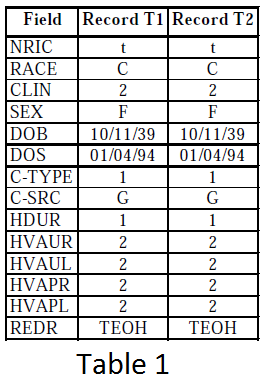 Field Record T1 Record T2
NRIC t t
RACE C C
CLIN 2 2
SEX F F
DOB 10/11/39 10/11/39
DOS 01/04/94 01/04/94
C-TYPE 1 1
C-SRC G G
HDUR 1 1
HVAUR 2 2
HVAUL 2 2
HVAPR 2 2
HVAPL 2 2
REDR TEOH TEOH
Table 1